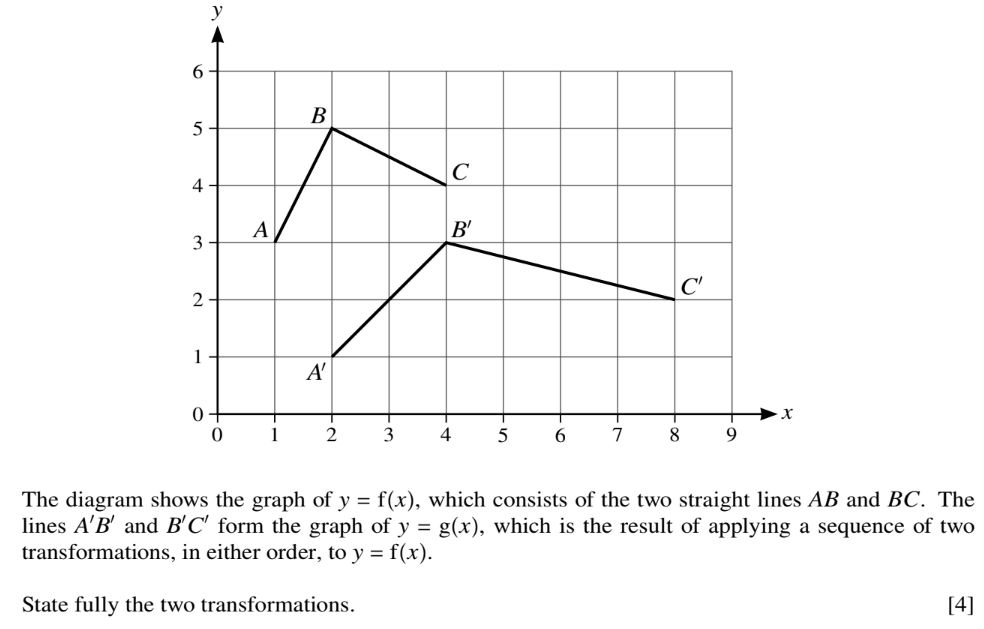 y
6
5
4
3
2
1
0
0 1 2 3 4 5 6 7 8 9
x
A
B
C
A′
B′
C′
The diagram shows the graph of y = f(x), which consists of the two straight lines AB and BC. The
lines A′B′ and B′C′ form the graph of y = g(x), which is the result of applying a sequence of two
transformations, in either order, to y = f(x).
State fully the two transformations. [4]